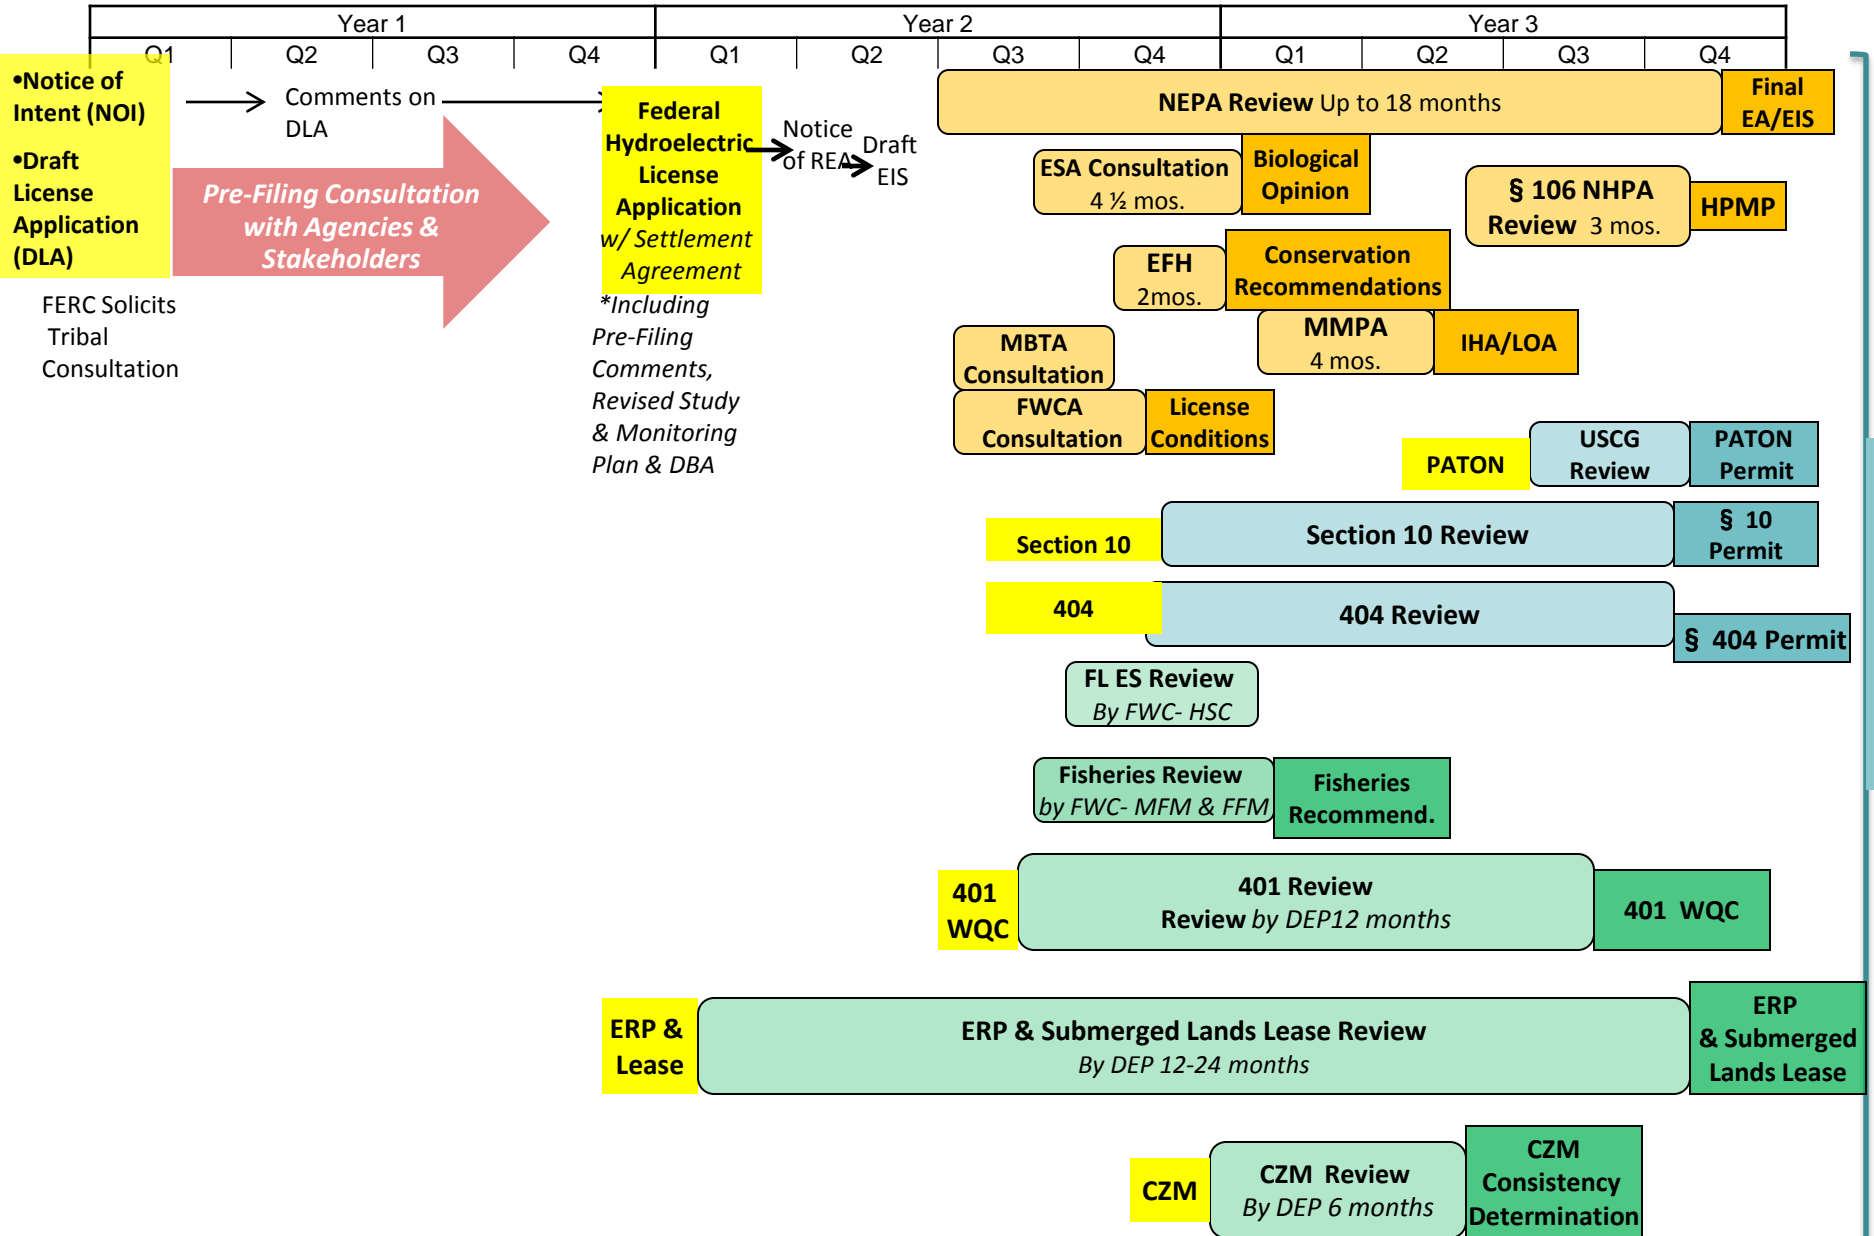 Year 1
Year 2
Year 3
Q1
Q2
Q3
Q4
Q1
Q2
Q3
Q4
Q1
Q2
Q3
Q4
•Notice of
Intent (NOI)
•Draft
License
Application
(DLA)
Comments on
DLA
Pre-Filing Consultation
with Agencies &
Stakeholders
FERC Solicits
Tribal
Consultation
Federal
Hydroelectric
License
Application
w/ Settlement
Agreement
*Including
Pre-Filing
Comments,
Revised Study
& Monitoring
Plan & DBA
Notice
of REA
Draft
EIS
NEPA Review Up to 18 months
Final
EA/EIS
ESA Consultation
4 ½ mos.
Biological
Opinion
§ 106 NHPA
Review 3 mos.
HPMP
EFH
2mos.
Conservation
Recommendations
MMPA
4 mos.
IHA/LOA
MBTA
Consultation
FWCA
Consultation
License
Conditions
PATON
USCG
Review
PATON
Permit
Section 10
Section 10 Review
§ 10
Permit
404
404 Review
§ 404 Permit
FL ES Review
By FWC- HSC
Fisheries Review
by FWC- MFM & FFM
Fisheries
Recommend.
401
WQC
401 Review
Review by DEP12 months
401 WQC
ERP &
Lease
ERP & Submerged Lands Lease Review
By DEP 12-24 months
ERP
& Submerged
Lands Lease
CZM
CZM Review
By DEP 6 months
CZM
Consistency
Determination